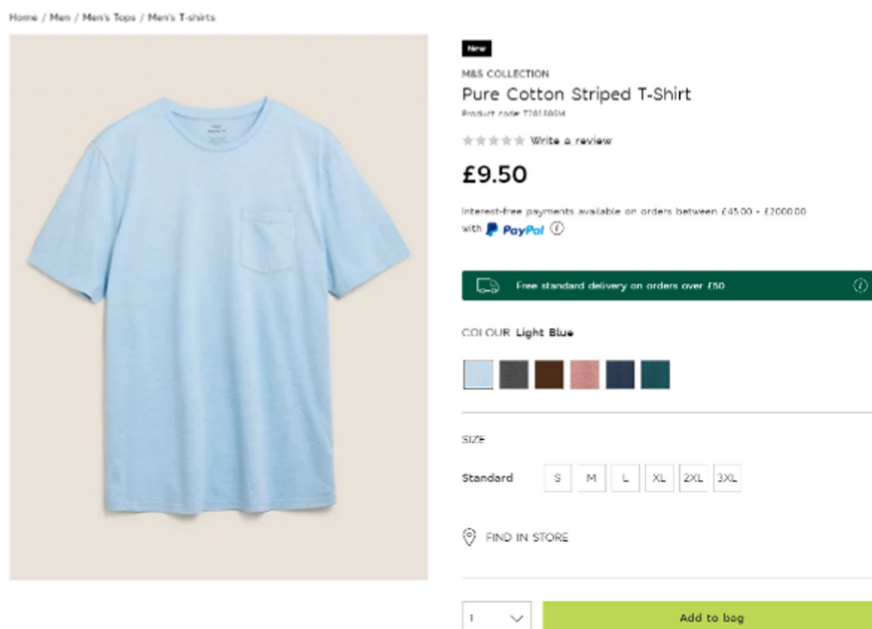 Home / Men / Men's Tops / Men's T-shirts
New
M&S COLLECTION
Pure Cotton Striped T-Shirt
Product code:
Write a review
£9.50
Interest-free payments available on orders between £45.00 - £2000.00
with PayPal
Free standard delivery on orders over £50
COLOUR Light Blue
SIZE
Standard S M L XL 2XL 3XL
FIND IN STORE
1 Add to bag